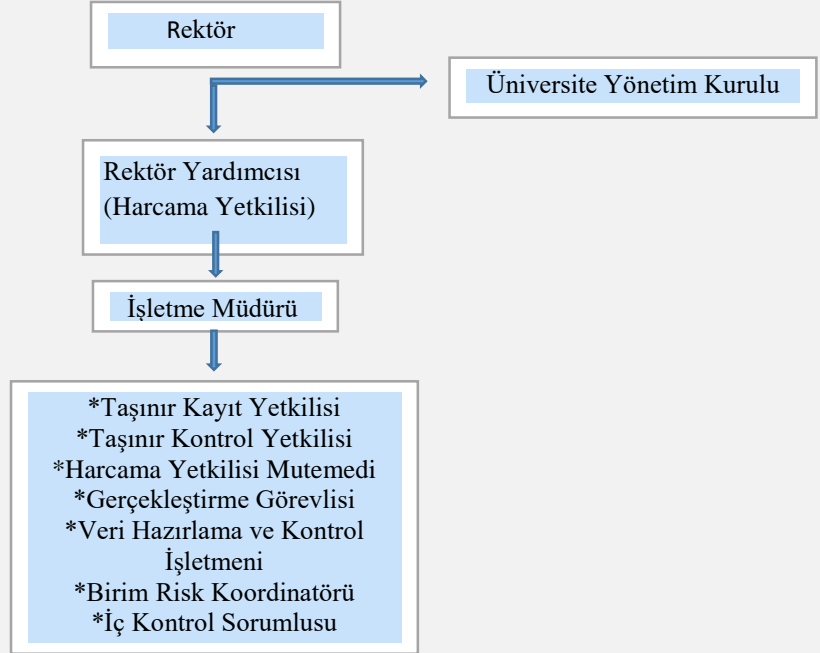 Rektör
Üniversite Yönetim Kurulu
Rektör Yardımcısı
(Harcama Yetkilisi)
İşletme Müdürü
*Taşınır Kayıt Yetkilisi
*Taşınır Kontrol Yetkilisi
*Harcama Yetkilisi Mutemedi
*Gerçekleştirme Görevlisi
*Veri Hazırlama ve Kontrol
İşletmeni
*Birim Risk Koordinatörü
*İç Kontrol Sorumlusu